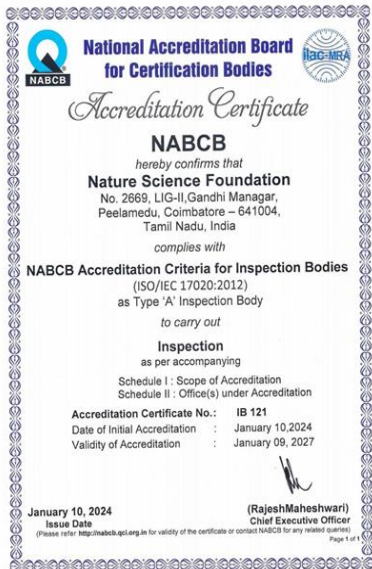 NABCB
National Accreditation Board
for Certification Bodies
ilac-MRA
Accreditation Certificate
NABCB
hereby confirms that
Nature Science Foundation
No. 2669, LIG-II,Gandhi Managar,
Peelamedu, Coimbatore – 641004,
Tamil Nadu, India
complies with
NABCB Accreditation Criteria for Inspection Bodies
(ISO/IEC 17020:2012)
as Type 'A' Inspection Body
to carry out
Inspection
as per accompanying
Schedule I : Scope of Accreditation
Schedule II : Office(s) under Accreditation
Accreditation Certificate No.: IB 121
Date of Initial Accreditation : January 10,2024
Validity of Accreditation : January 09, 2027
January 10, 2024
Issue Date
(RajeshMaheshwari)
Chief Executive Officer
(Please refer http://nabcb.qci.org.in for validity of the certificate or contact NABCB for any related queries)
Page 1 of 1